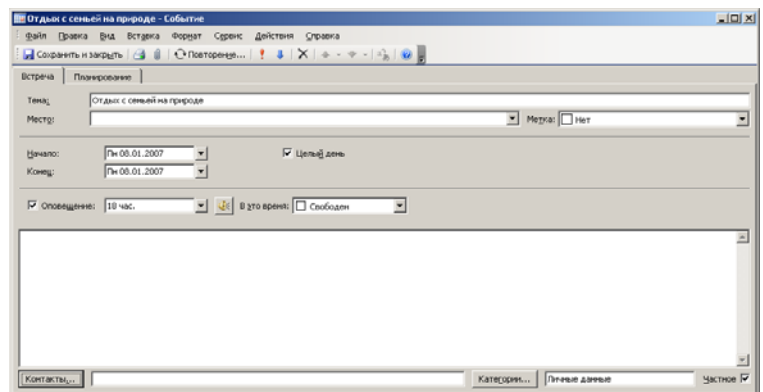 Отдых с семьей на природе - Событие
Файл Правка Вид Вставка Формат Сервис Действия Справка
Сохранить и закрыть Повторение...
Встреча Планирование
Тема: Отдых с семьей на природе
Место: Метка: Нет
Начало: Пн 08.01.2007 Целый день
Конец: Пн 08.01.2007
Оповещение: 18 час. В это время: Свободен
Контакты... Категории... Личные данные Частное